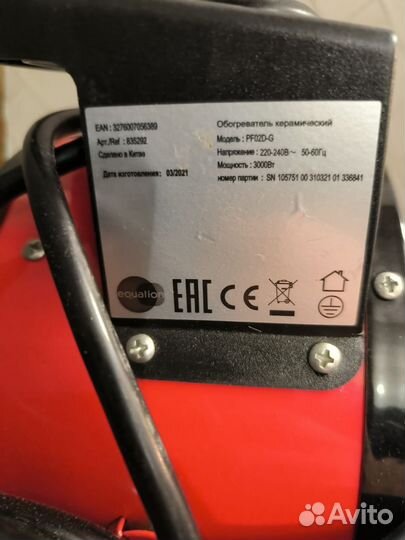 EAN : 3276007056389
Арт./Ref : 835292
Сделано в Китае
Дата изготовления : 03/2021
Обогреватель керамический
Модель : PF02D-G
Напряжение : 220-240В ~ 50-60Гц
Мощность : 3000Вт
номер партии : SN 105751 00 310321 01 336841
equation
EAC CE
Avito